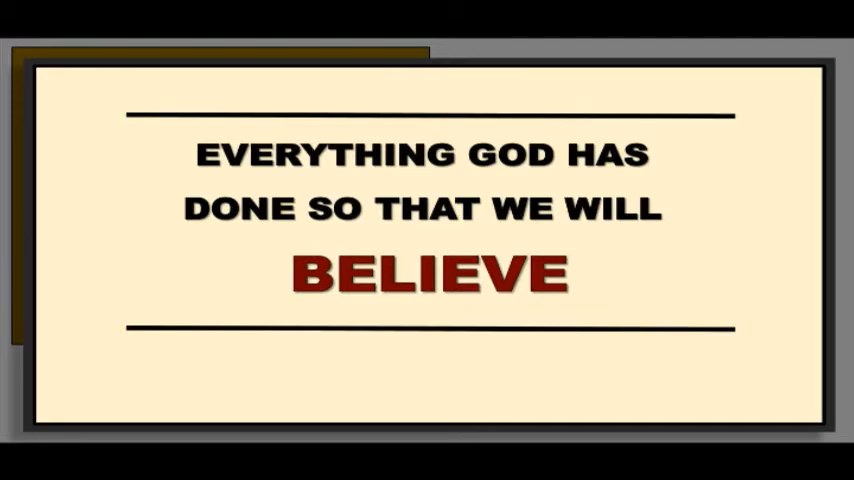 EVERYTHING GOD HAS
DONE SO THAT WE WILL
BELIEVE